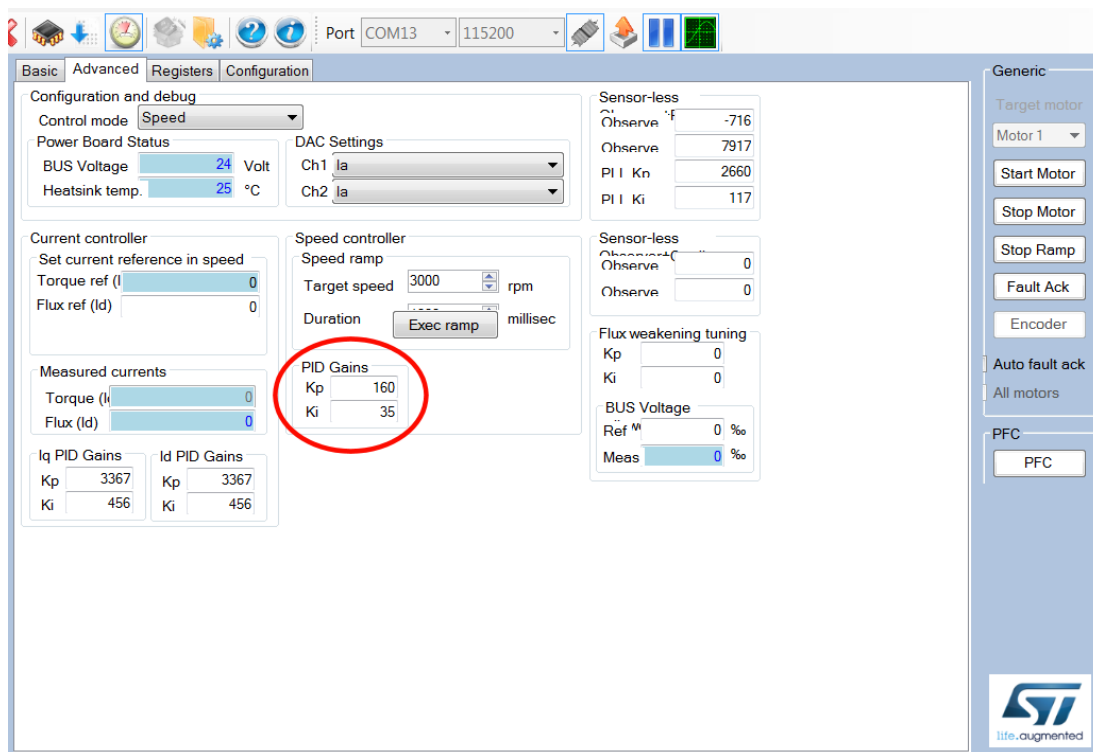 Port COM13 115200
Basic Advanced Registers Configuration
Configuration and debug
Control mode Speed
Power Board Status
BUS Voltage 24 Volt
Heatsink temp. 25 °C
DAC Settings
Ch1 Ia
Ch2 Ia
Sensor-less
Observe -716
Observe 7917
PLL Kp 2660
PLL Ki 117
Current controller
Set current reference in speed
Torque ref (I 0
Flux ref (Id) 0
Measured currents
Torque (I 0
Flux (Id) 0
Iq PID Gains
Kp 3367
Ki 456
Id PID Gains
Kp 3367
Ki 456
Speed controller
Speed ramp
Target speed 3000 rpm
Duration millisec
Exec ramp
PID Gains
Kp 160
Ki 35
Sensor-less
Observe 0
Observe 0
Flux weakening tuning
Kp 0
Ki 0
BUS Voltage
Ref 0 ‰
Meas 0 ‰
Generic
Target motor
Motor 1
Start Motor
Stop Motor
Stop Ramp
Fault Ack
Encoder
Auto fault ack
All motors
PFC
PFC
ST
life.augmented